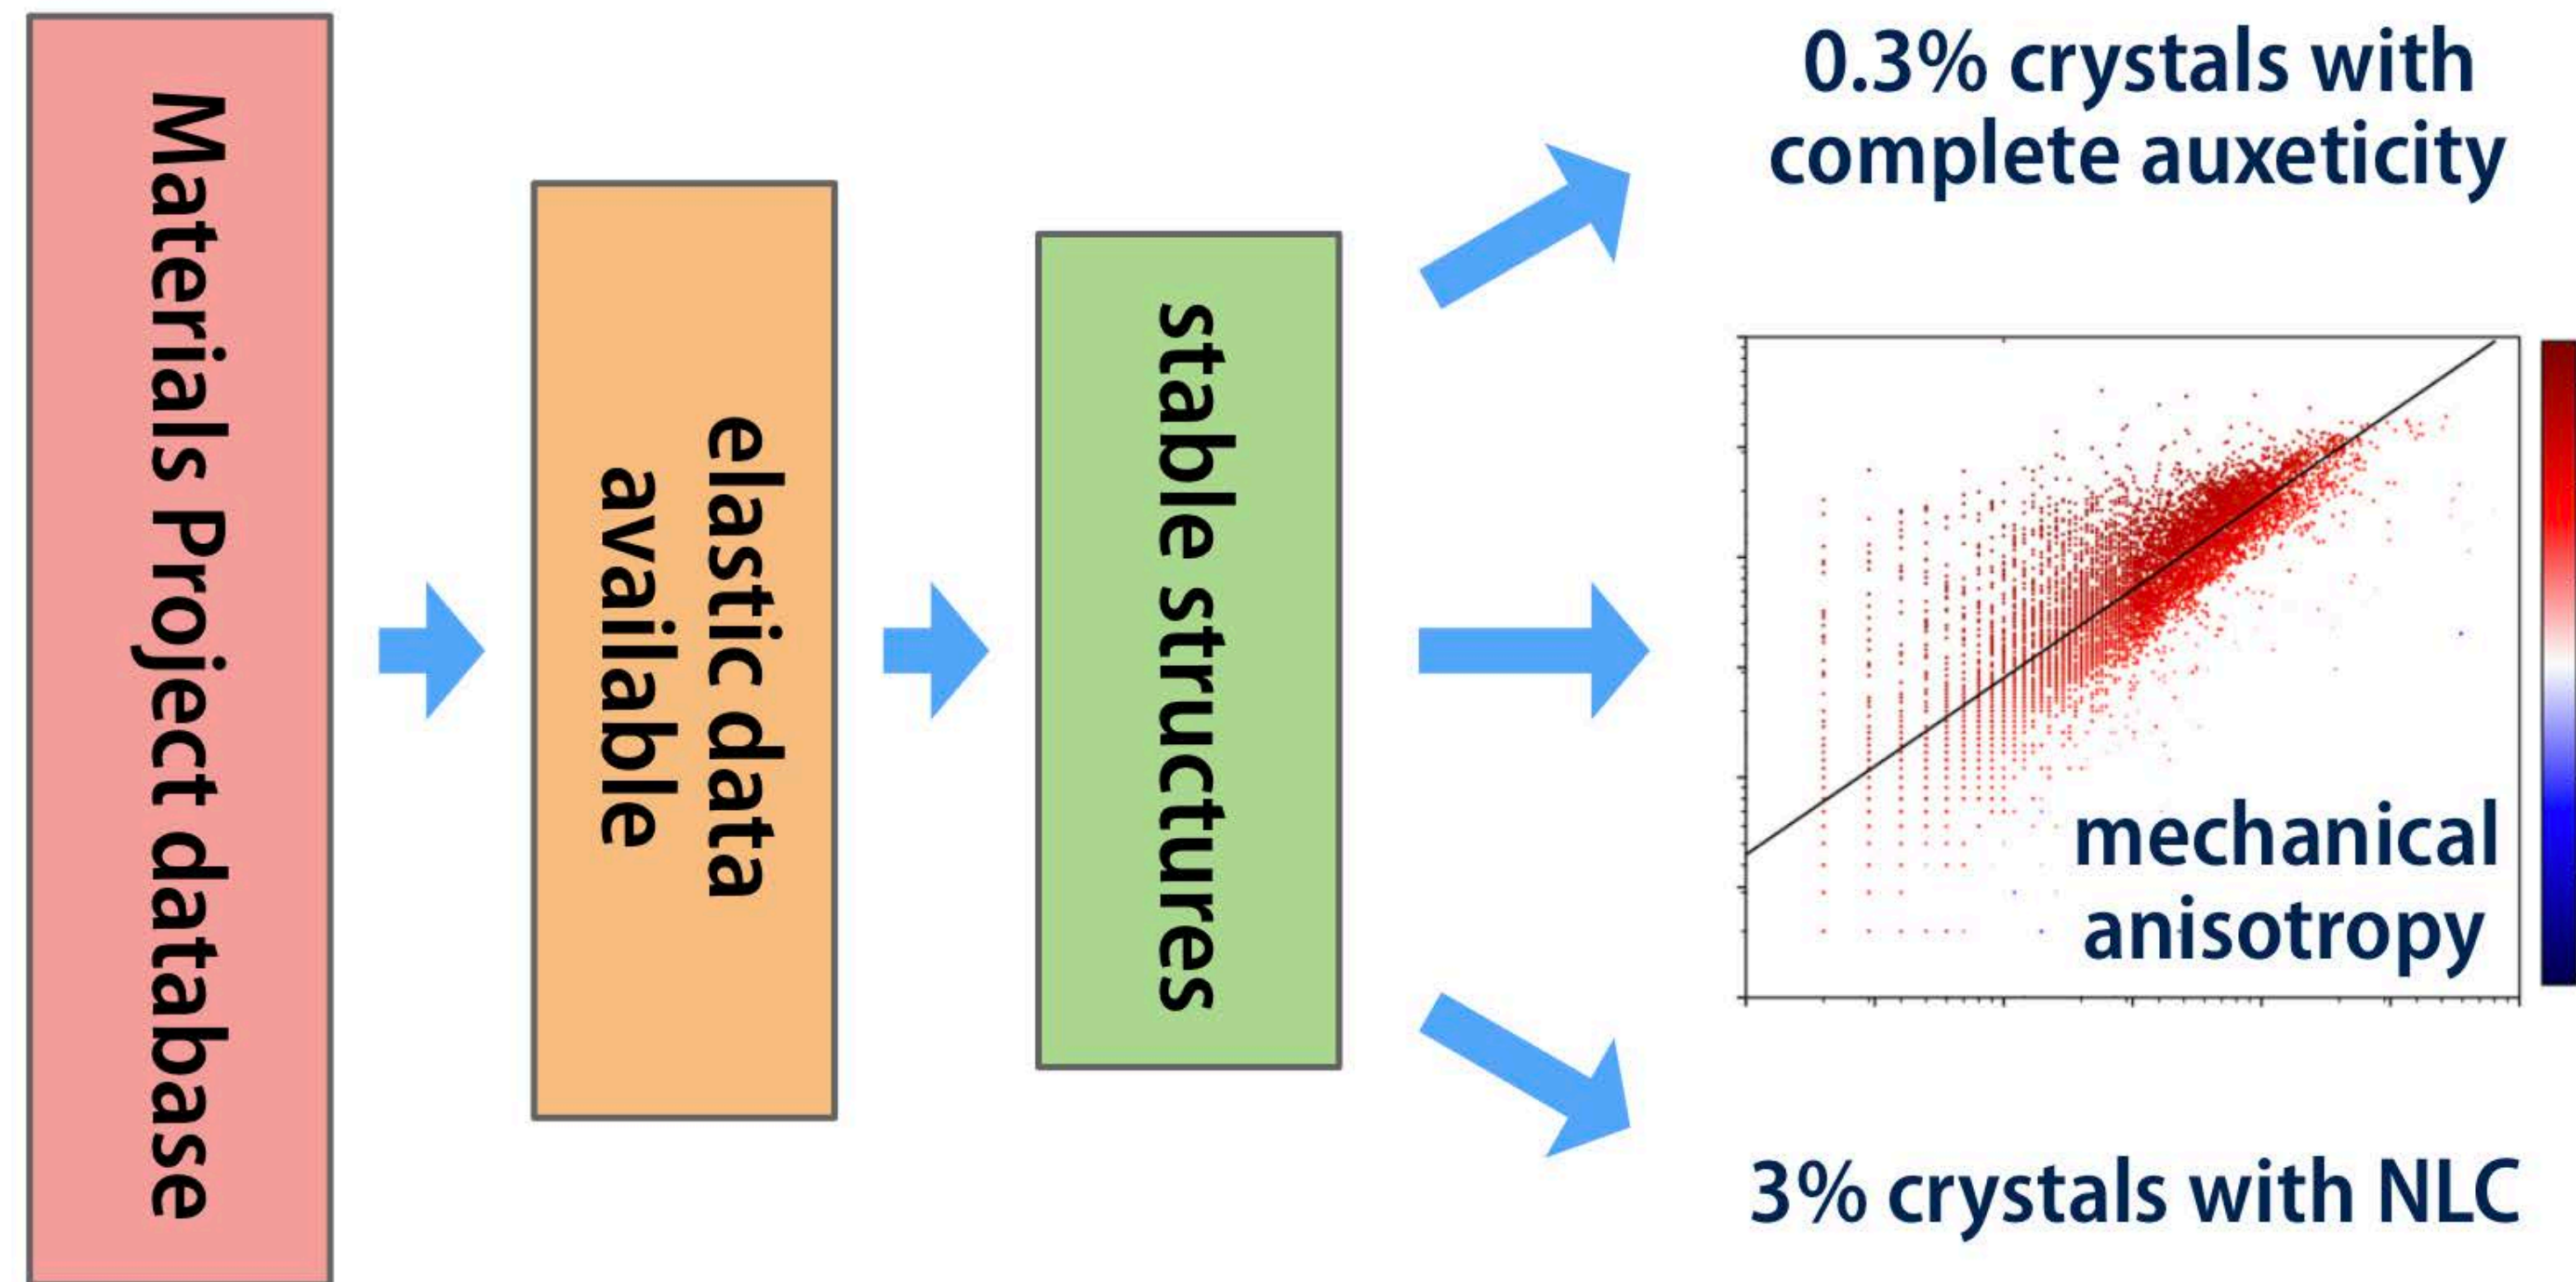 Materials Project database
elastic data
available
stable structures
0.3% crystals with
complete auxeticity
mechanical
anisotropy
3% crystals with NLC